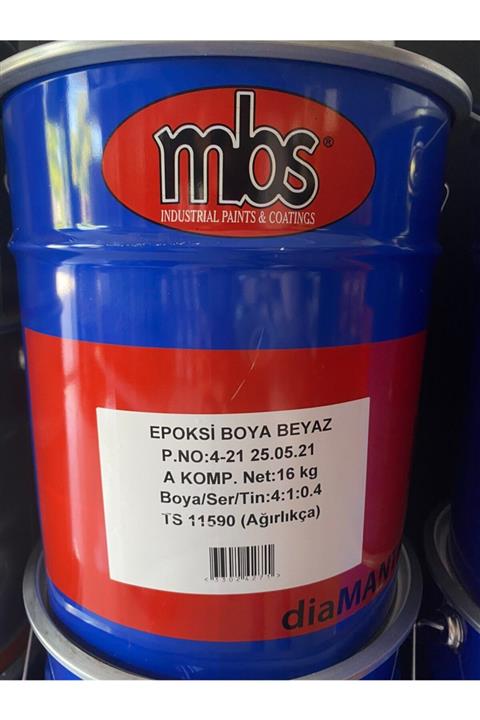 mbs®
INDUSTRIAL PAINTS & COATINGS
EPOKSİ BOYA BEYAZ
P.NO:4-21 25.05.21
A KOMP. Net:16 kg
Boya/Ser/Tin:4:1:0.4
TS 11590 (Ağırlıkça)